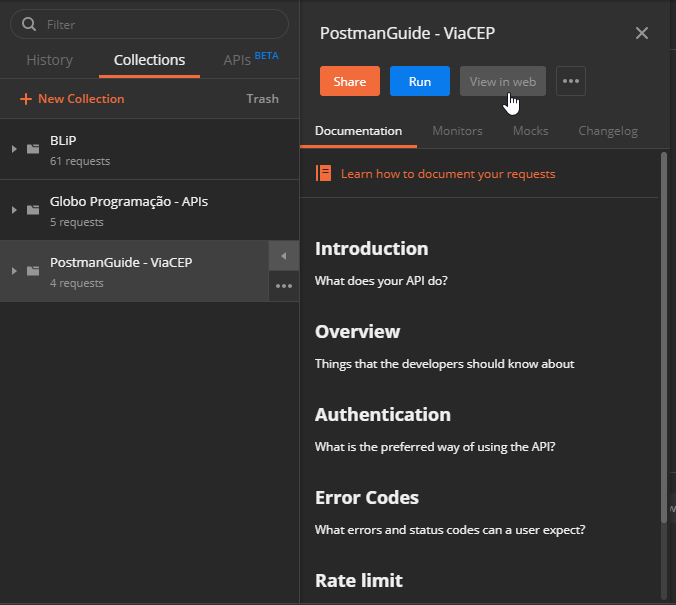 Filter
History
Collections
APIs BETA
+ New Collection
Trash
BLiP
61 requests
Globo Programação - APIs
5 requests
PostmanGuide - ViaCEP
4 requests
PostmanGuide - ViaCEP
Share
Run
View in web
Documentation
Monitors
Mocks
Changelog
Learn how to document your requests
Introduction
What does your API do?
Overview
Things that the developers should know about
Authentication
What is the preferred way of using the API?
Error Codes
What errors and status codes can a user expect?
Rate limit